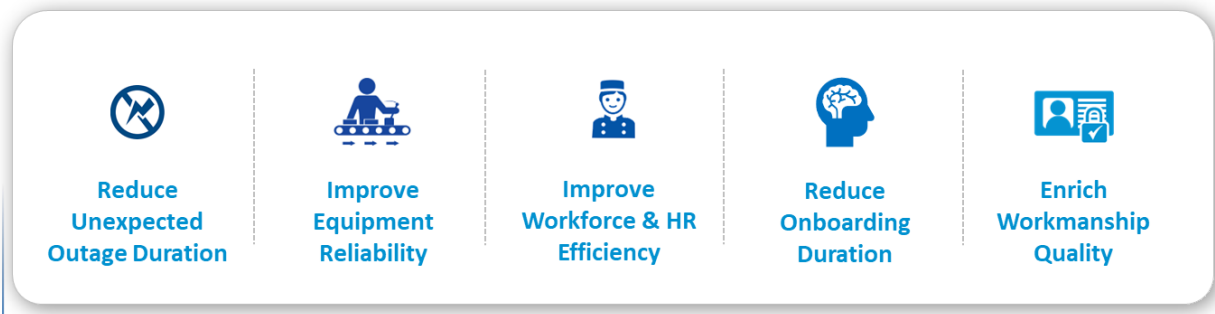 Reduce
Unexpected
Outage Duration
Improve
Equipment
Reliability
Improve
Workforce & HR
Efficiency
Reduce
Onboarding
Duration
Enrich
Workmanship
Quality